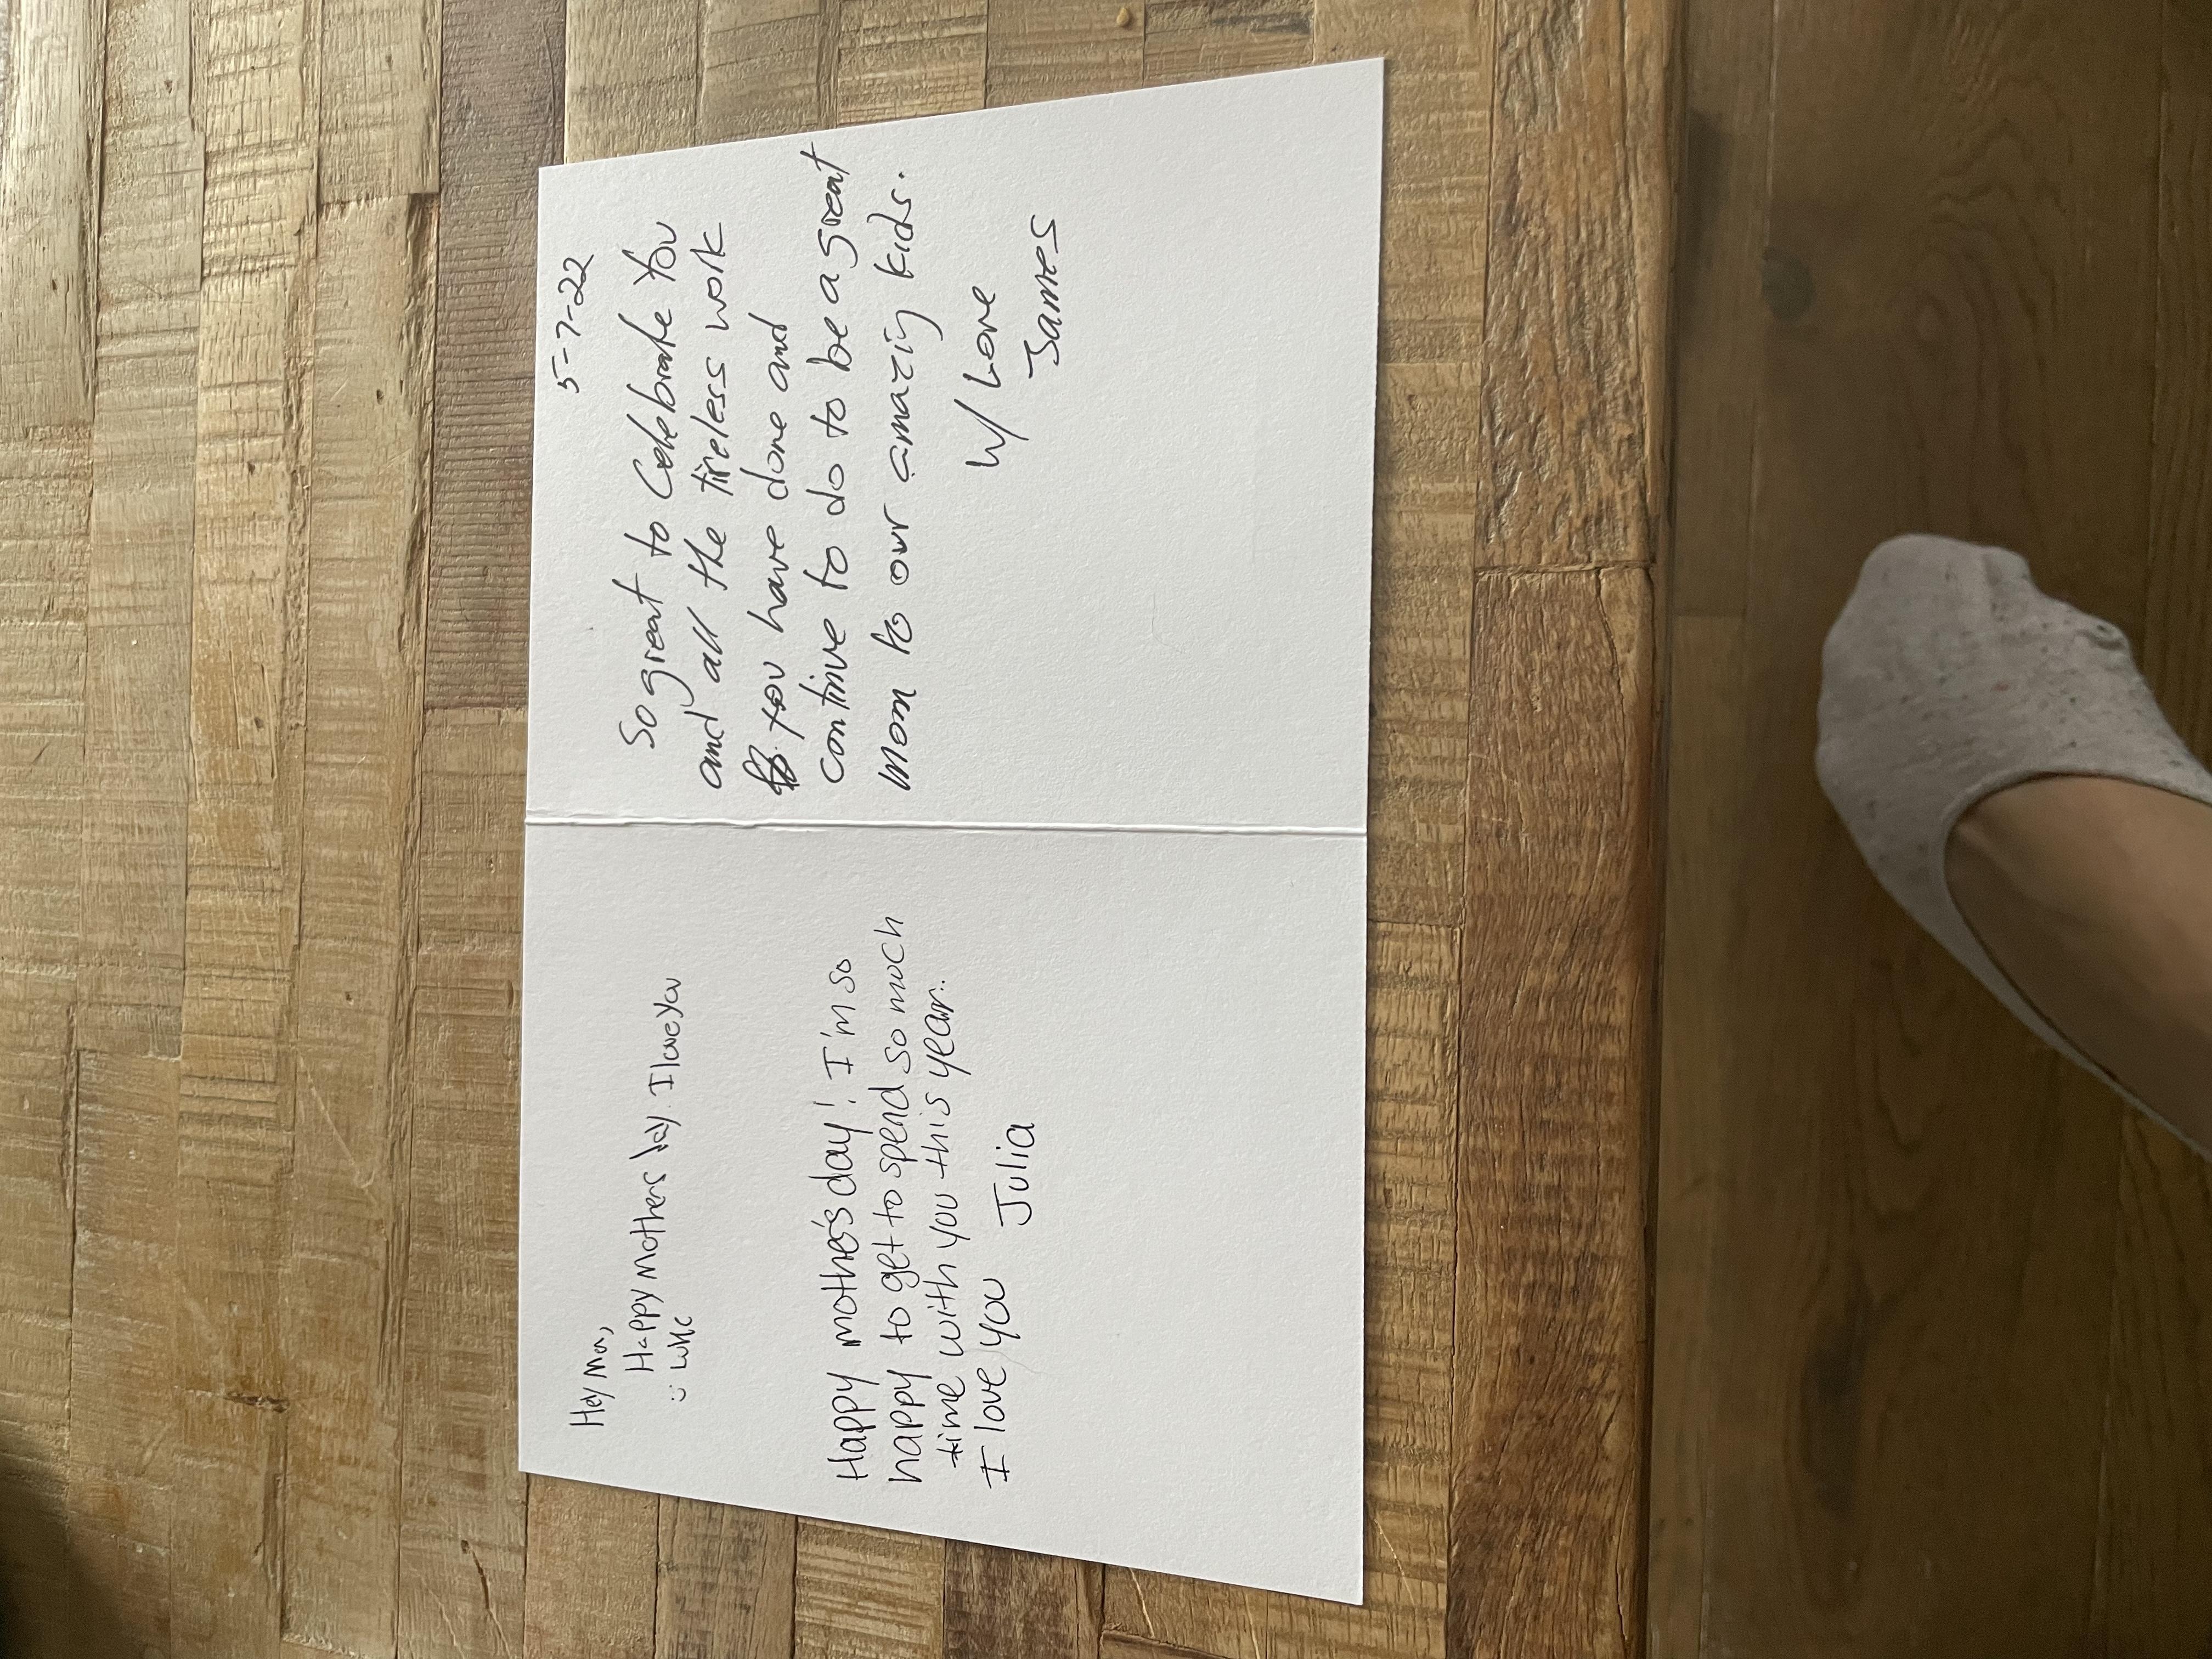 Hey Mom,
Happy Mothers Day I love you
:)
Happy mother's day! I'm so
happy to get to spend so much
time with you this year.
I love you
Julia
5-7-22
So great to Celebrate You
and all the tireless work
you have done and
continue to do to be a great
mom to our amazing kids.
W/ Love
James